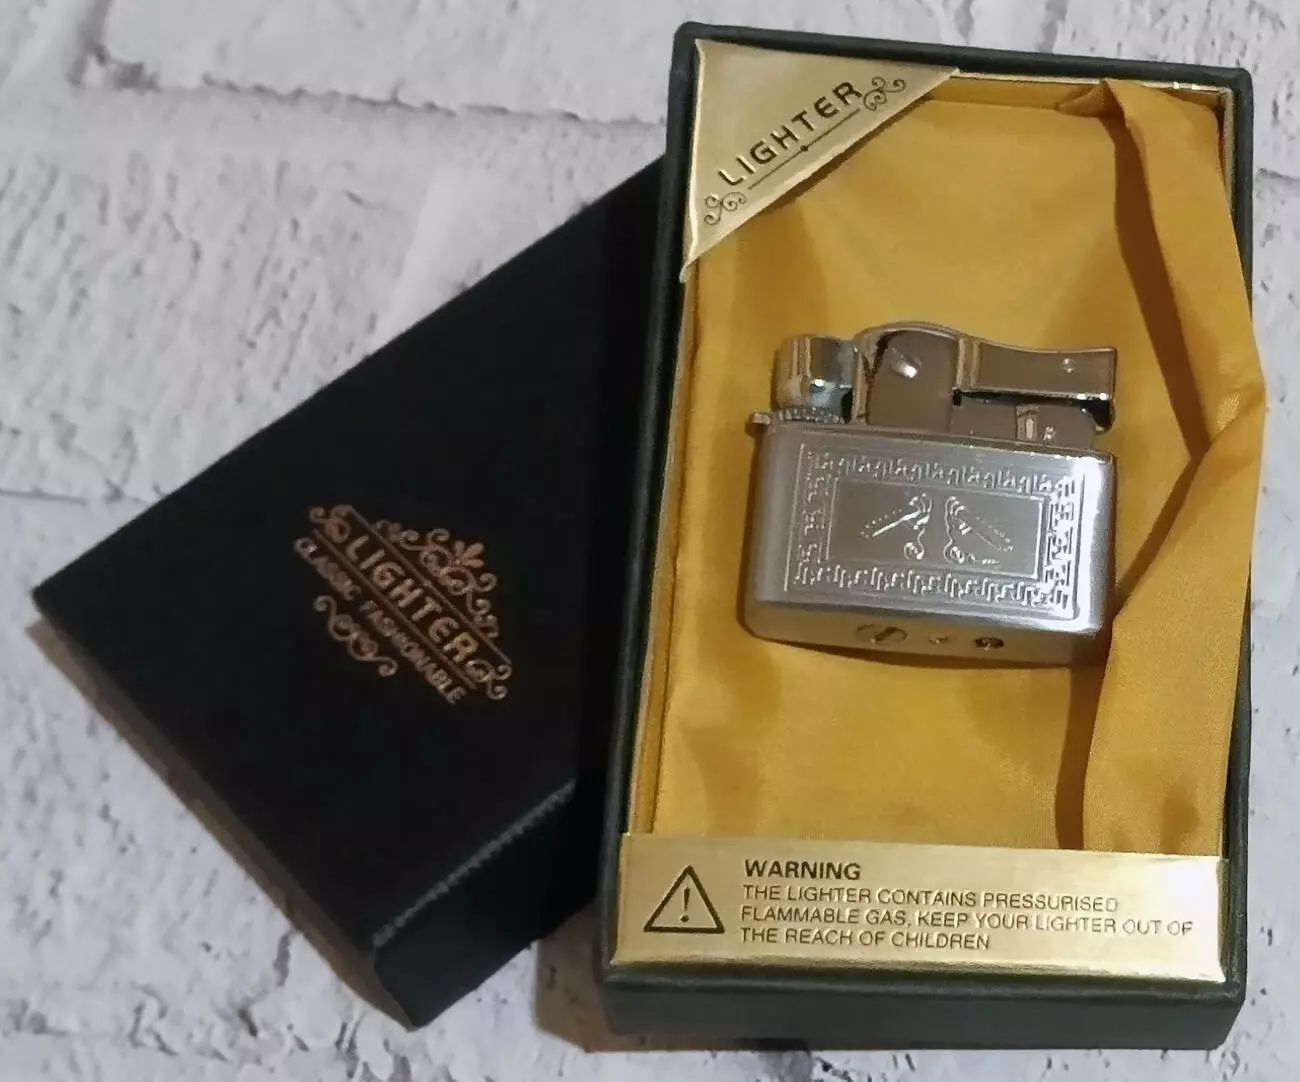 LIGHTER
LIGHTER
CLASSIC FASHIONABLE
WARNING
THE LIGHTER CONTAINS PRESSURISED
FLAMMABLE GAS, KEEP YOUR LIGHTER OUT OF
THE REACH OF CHILDREN